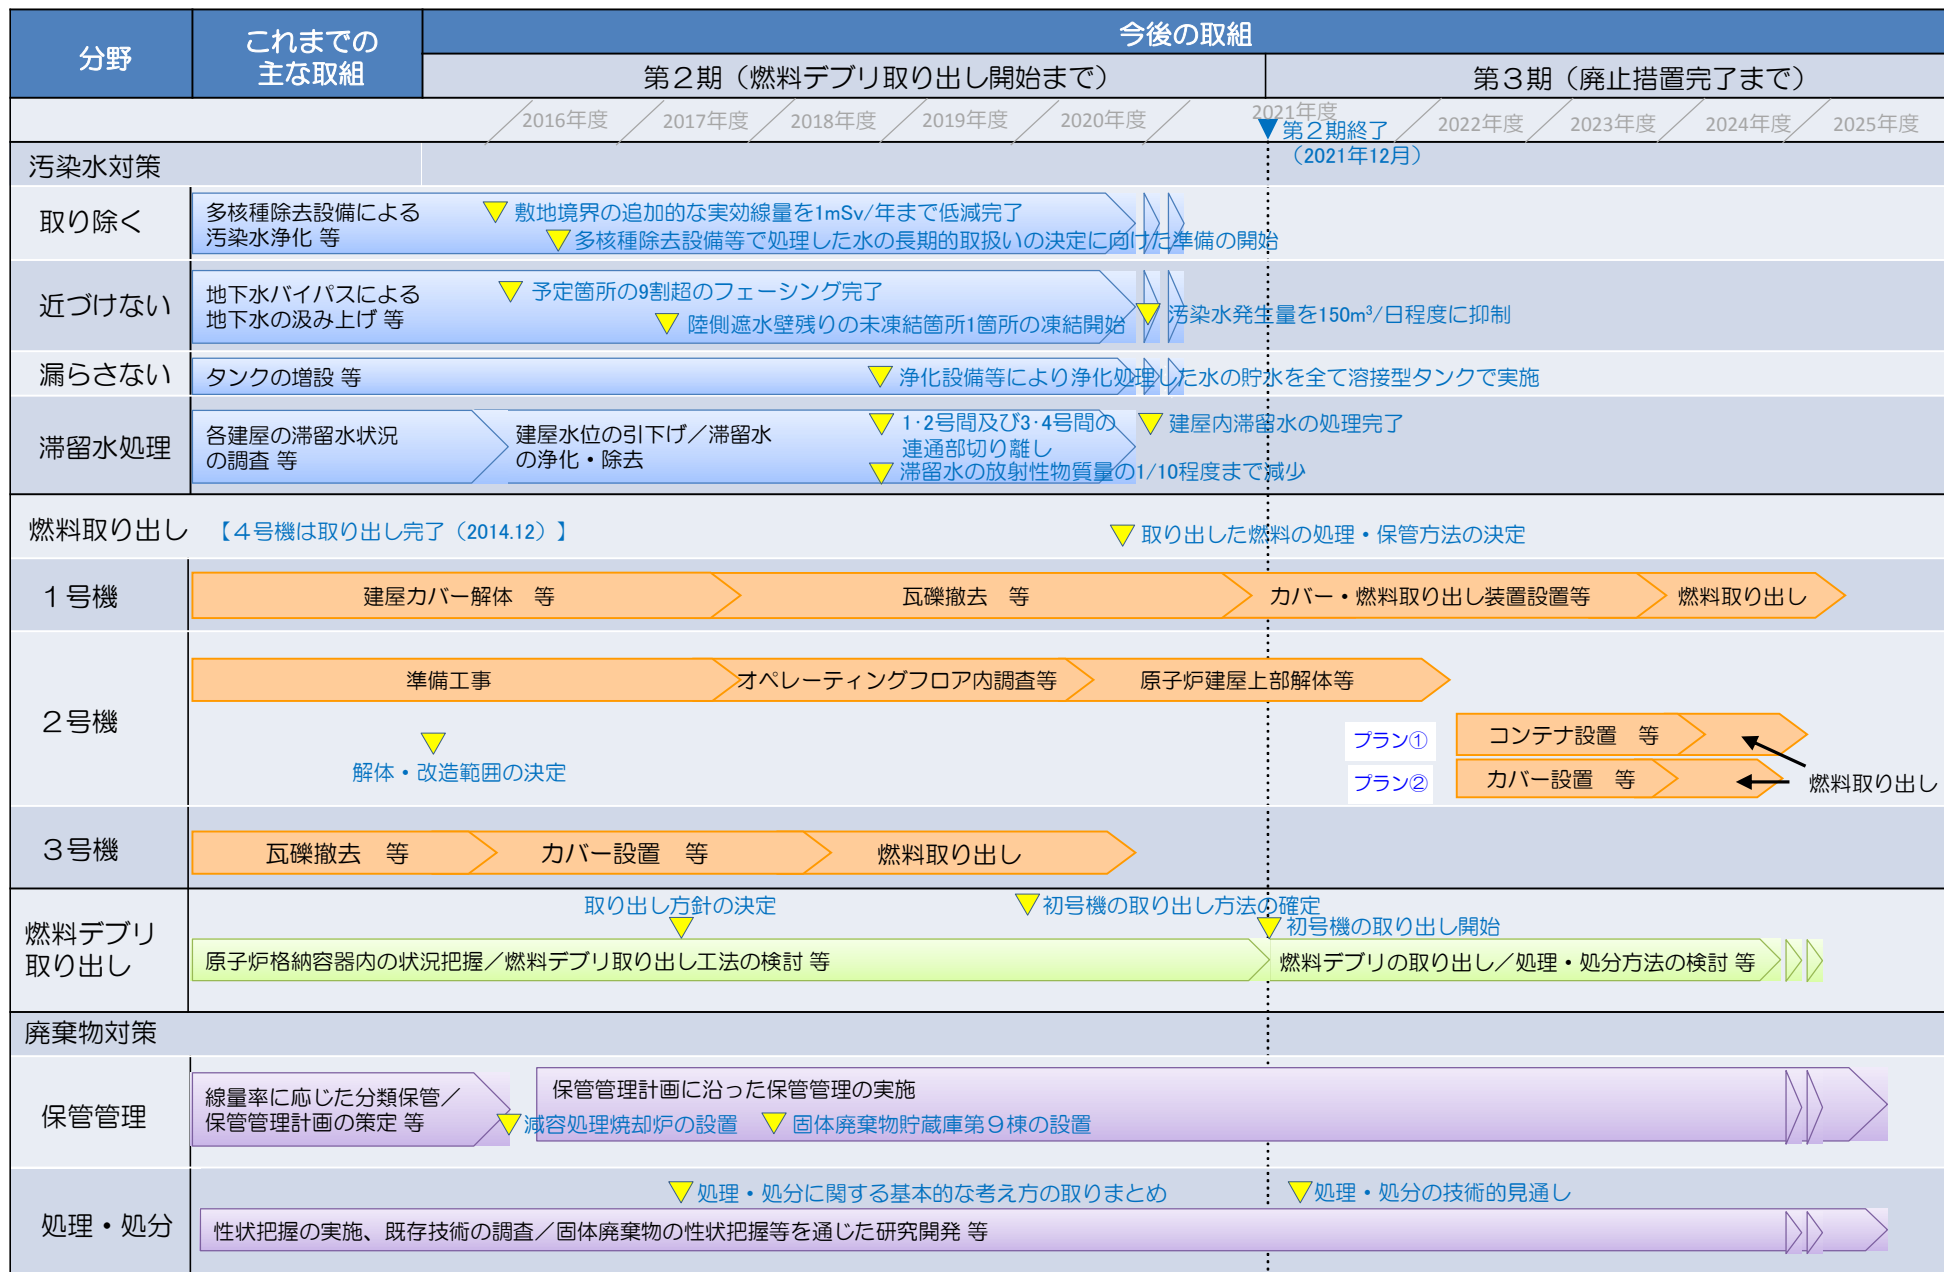 分野
これまでの
主な取組
今後の取組
第２期（燃料デブリ取り出し開始まで）
第３期（廃止措置完了まで）
2016年度
2017年度
2018年度
2019年度
2020年度
2021年度
2022年度
2023年度
2024年度
2025年度
第２期終了
（2021年12月）
汚染水対策
取り除く
多核種除去設備による
汚染水浄化 等
敷地境界の追加的な実効線量を1mSv/年まで低減完了
多核種除去設備等で処理した水の長期的取扱いの決定に向けた準備の開始
近づけない
地下水バイパスによる
地下水の汲み上げ 等
予定箇所の9割超のフェーシング完了
陸側遮水壁残りの未凍結箇所1箇所の凍結開始
汚染水発生量を150m³/日程度に抑制
漏らさない
タンクの増設 等
浄化設備等により浄化処理した水の貯水を全て溶接型タンクで実施
滞留水処理
各建屋の滞留水状況
の調査 等
建屋水位の引下げ／滞留水
の浄化・除去
1･2号間及び3･4号間の
連通部切り離し
滞留水の放射性物質量の1/10程度まで減少
建屋内滞留水の処理完了
燃料取り出し
【４号機は取り出し完了（2014.12）】
取り出した燃料の処理・保管方法の決定
１号機
建屋カバー解体　等
瓦礫撤去　等
カバー・燃料取り出し装置設置等
燃料取り出し
２号機
準備工事
オペレーティングフロア内調査等
原子炉建屋上部解体等
解体・改造範囲の決定
プラン①
コンテナ設置　等
プラン②
カバー設置　等
燃料取り出し
３号機
瓦礫撤去　等
カバー設置　等
燃料取り出し
燃料デブリ
取り出し
取り出し方針の決定
初号機の取り出し方法の確定
初号機の取り出し開始
原子炉格納容器内の状況把握／燃料デブリ取り出し工法の検討 等
燃料デブリの取り出し／処理・処分方法の検討 等
廃棄物対策
保管管理
線量率に応じた分類保管／
保管管理計画の策定 等
保管管理計画に沿った保管管理の実施
減容処理焼却炉の設置
固体廃棄物貯蔵庫第９棟の設置
処理・処分
処理・処分に関する基本的な考え方の取りまとめ
処理・処分の技術的見通し
性状把握の実施、既存技術の調査／固体廃棄物の性状把握等を通じた研究開発 等